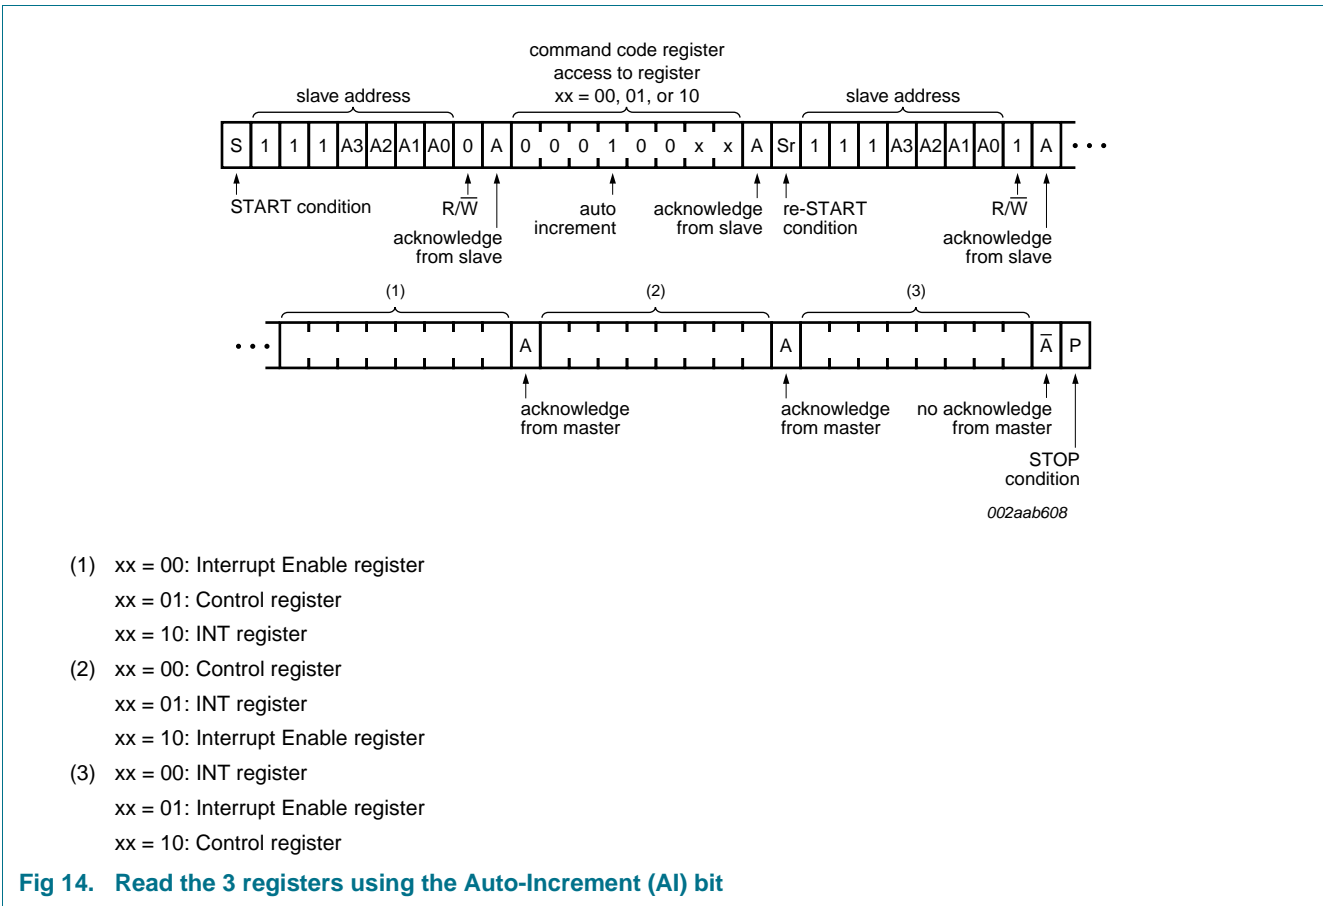 command code register
access to register
xx = 00, 01, or 10
slave address
slave address
S 1 1 1 A3 A2 A1 A0 0 A 0 0 0 1 0 0 x x A Sr 1 1 1 A3 A2 A1 A0 1 A • • •
START condition
R/W̅
acknowledge
from slave
auto
increment
acknowledge
from slave
re-START
condition
R/W̅
acknowledge
from slave
(1)
(2)
(3)
• • • A A A̅ P
acknowledge
from master
acknowledge
from master
no acknowledge
from master
STOP
condition
002aab608
(1) xx = 00: Interrupt Enable register
xx = 01: Control register
xx = 10: INT register
(2) xx = 00: Control register
xx = 01: INT register
xx = 10: Interrupt Enable register
(3) xx = 00: INT register
xx = 01: Interrupt Enable register
xx = 10: Control register
Fig 14. Read the 3 registers using the Auto-Increment (AI) bit